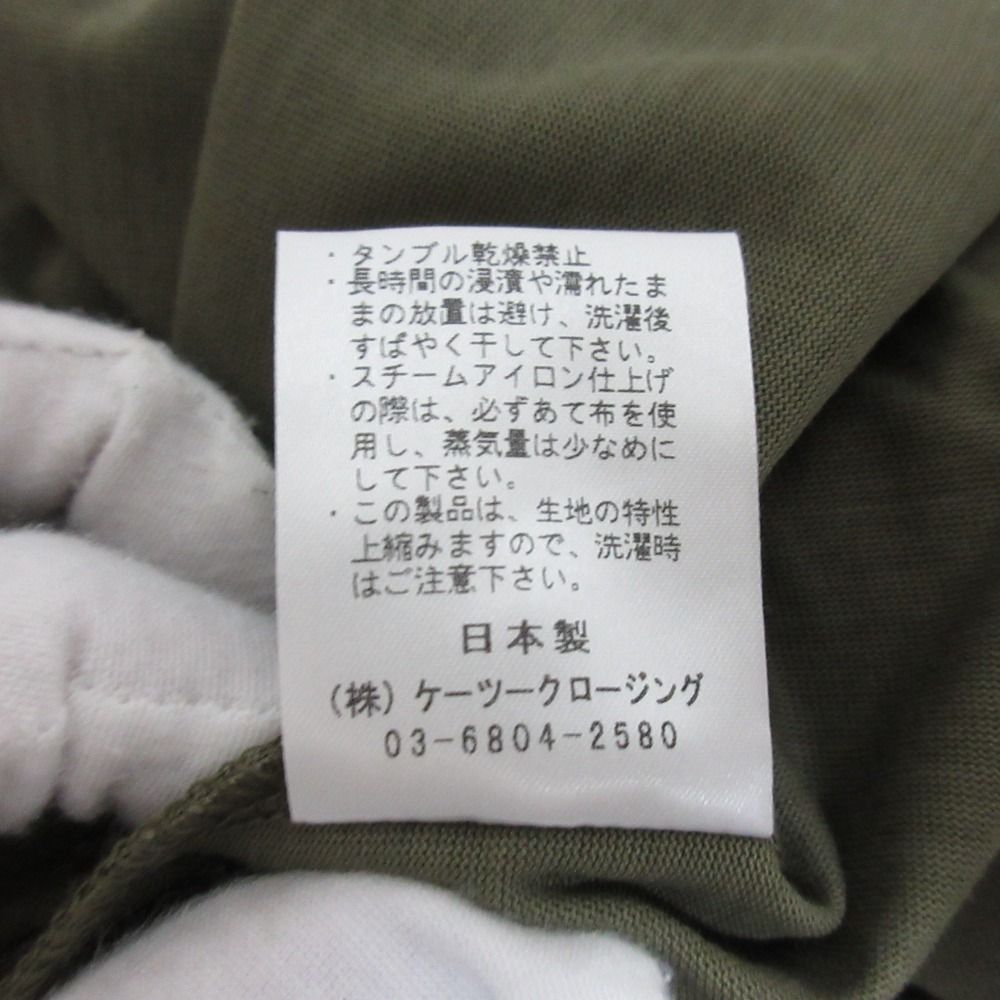 ・タンブル乾燥禁止
・長時間の浸漬や濡れたま
まの放置は避け、洗濯後
すばやく干して下さい。
・スチームアイロン仕上げ
の際は、必ずあて布を使
用し、蒸気量は少なめに
して下さい。
・この製品は、生地の特性
上縮みますので、洗濯時
はご注意下さい。
日本製
(株)ケーツークロージング
03-6804-2580